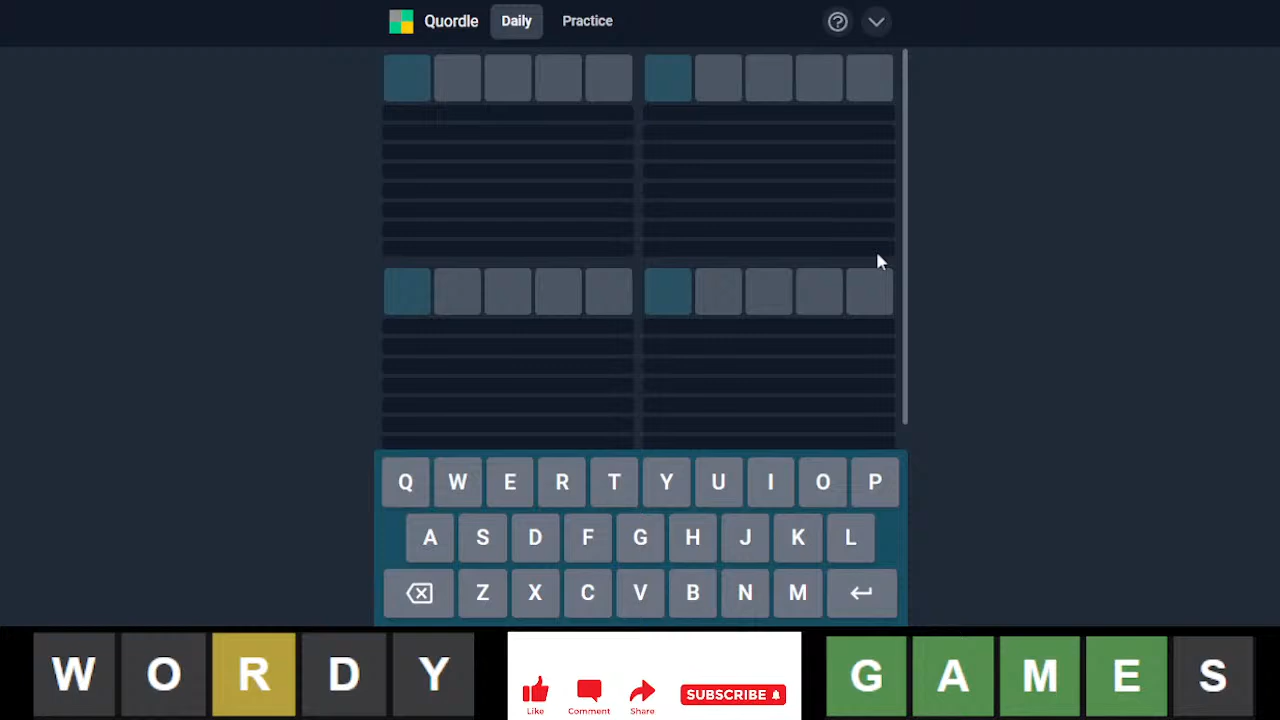 Quordle Daily Practice ?
Q W E R T Y U I O P
A S D F G H J K L
Z X C V B N M
W O R D Y
Like Comment Share SUBSCRIBE
G A M E S